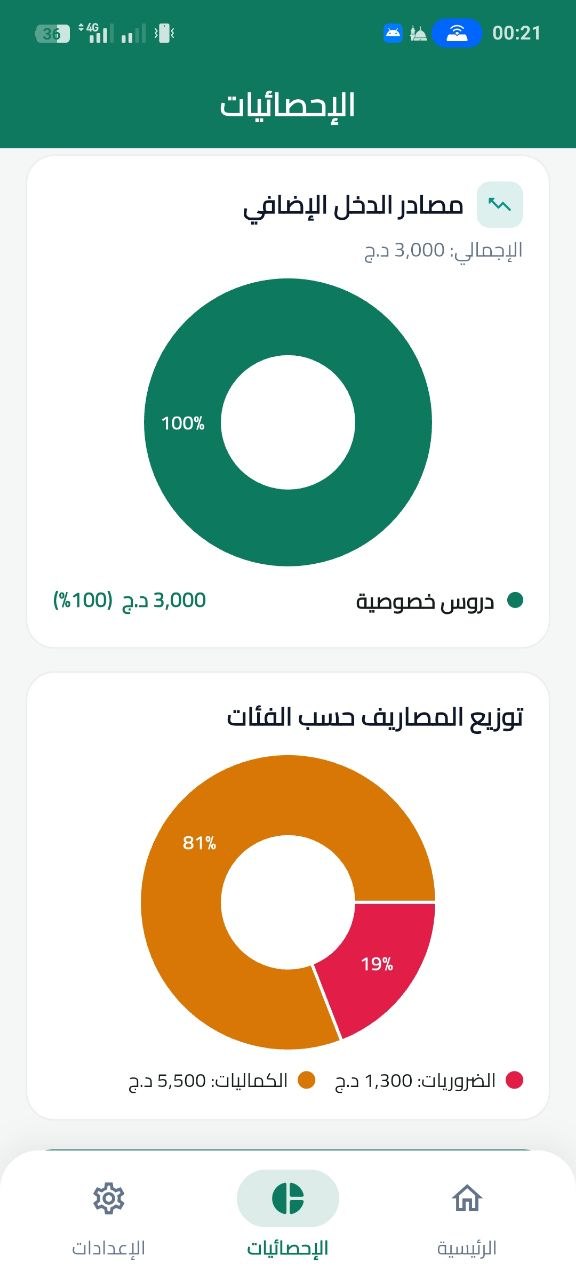 36 4G 00:21
الإحصائيات
مصادر الدخل الإضافي
الإجمالي: 3,000 د.ج
100%
دروس خصوصية 3,000 د.ج (100%)
توزيع المصاريف حسب الفئات
81%
19%
الضروريات: 1,300 د.ج الكماليات: 5,500 د.ج
الرئيسية الإحصائيات الإعدادات